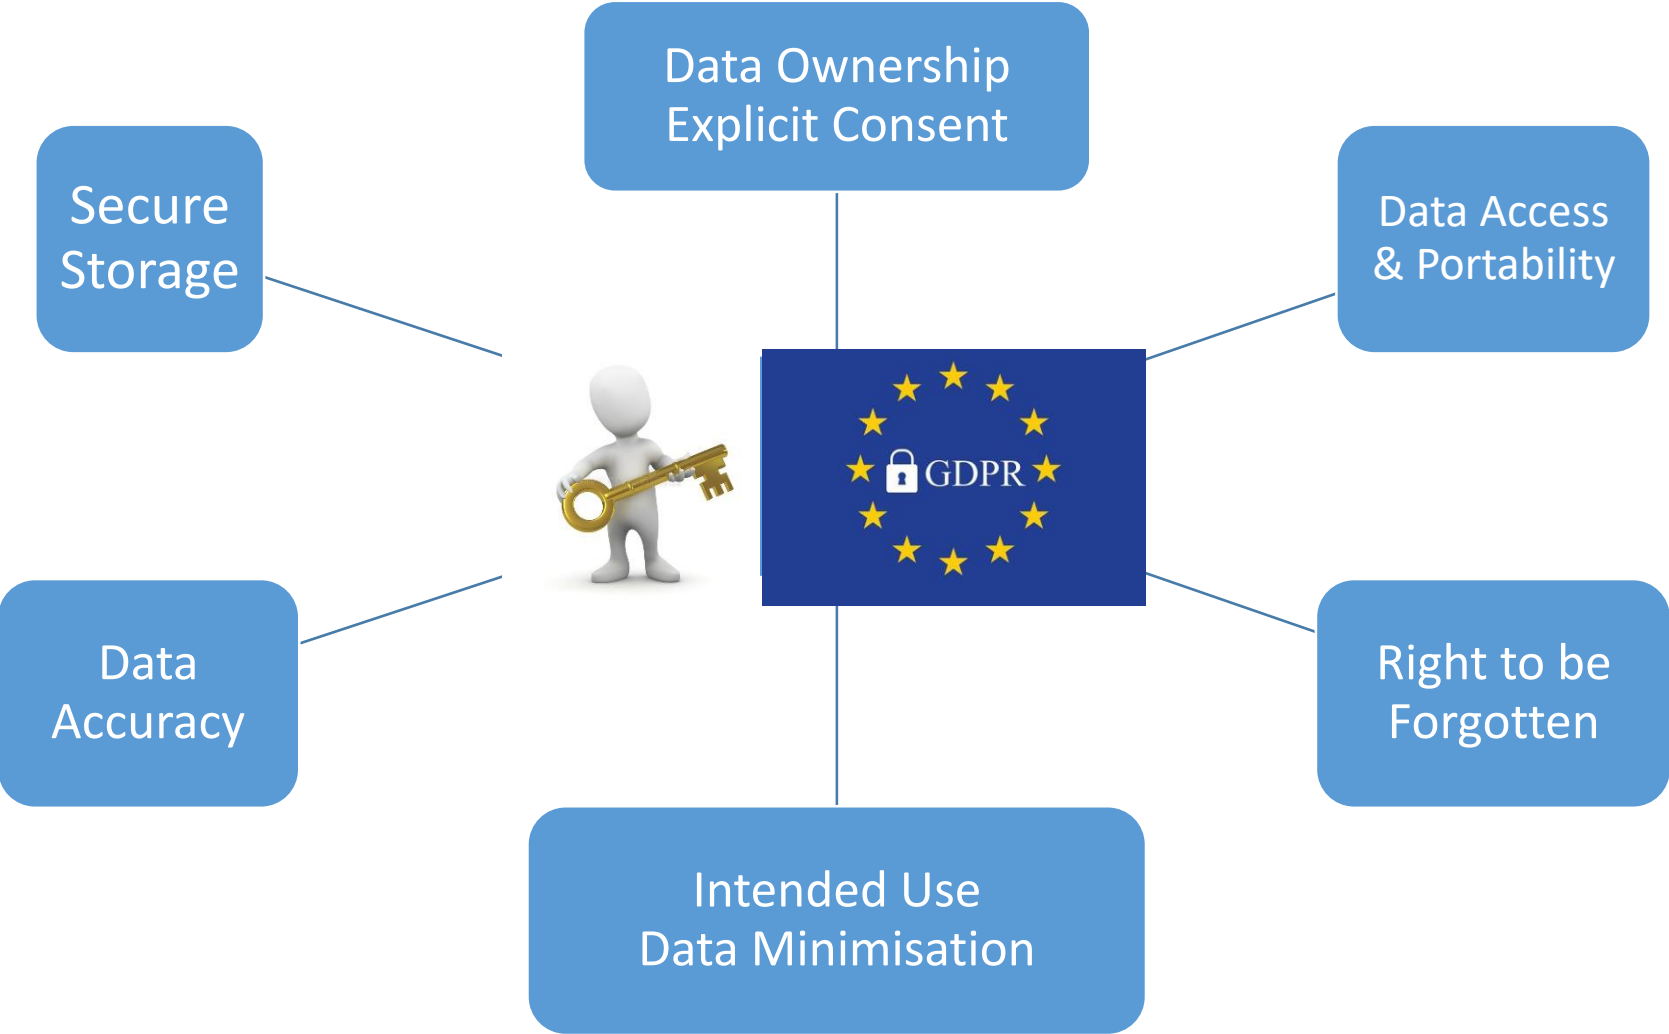 Data Ownership
Explicit Consent
Secure
Storage
Data Access
& Portability
GDPR
Data
Accuracy
Right to be
Forgotten
Intended Use
Data Minimisation